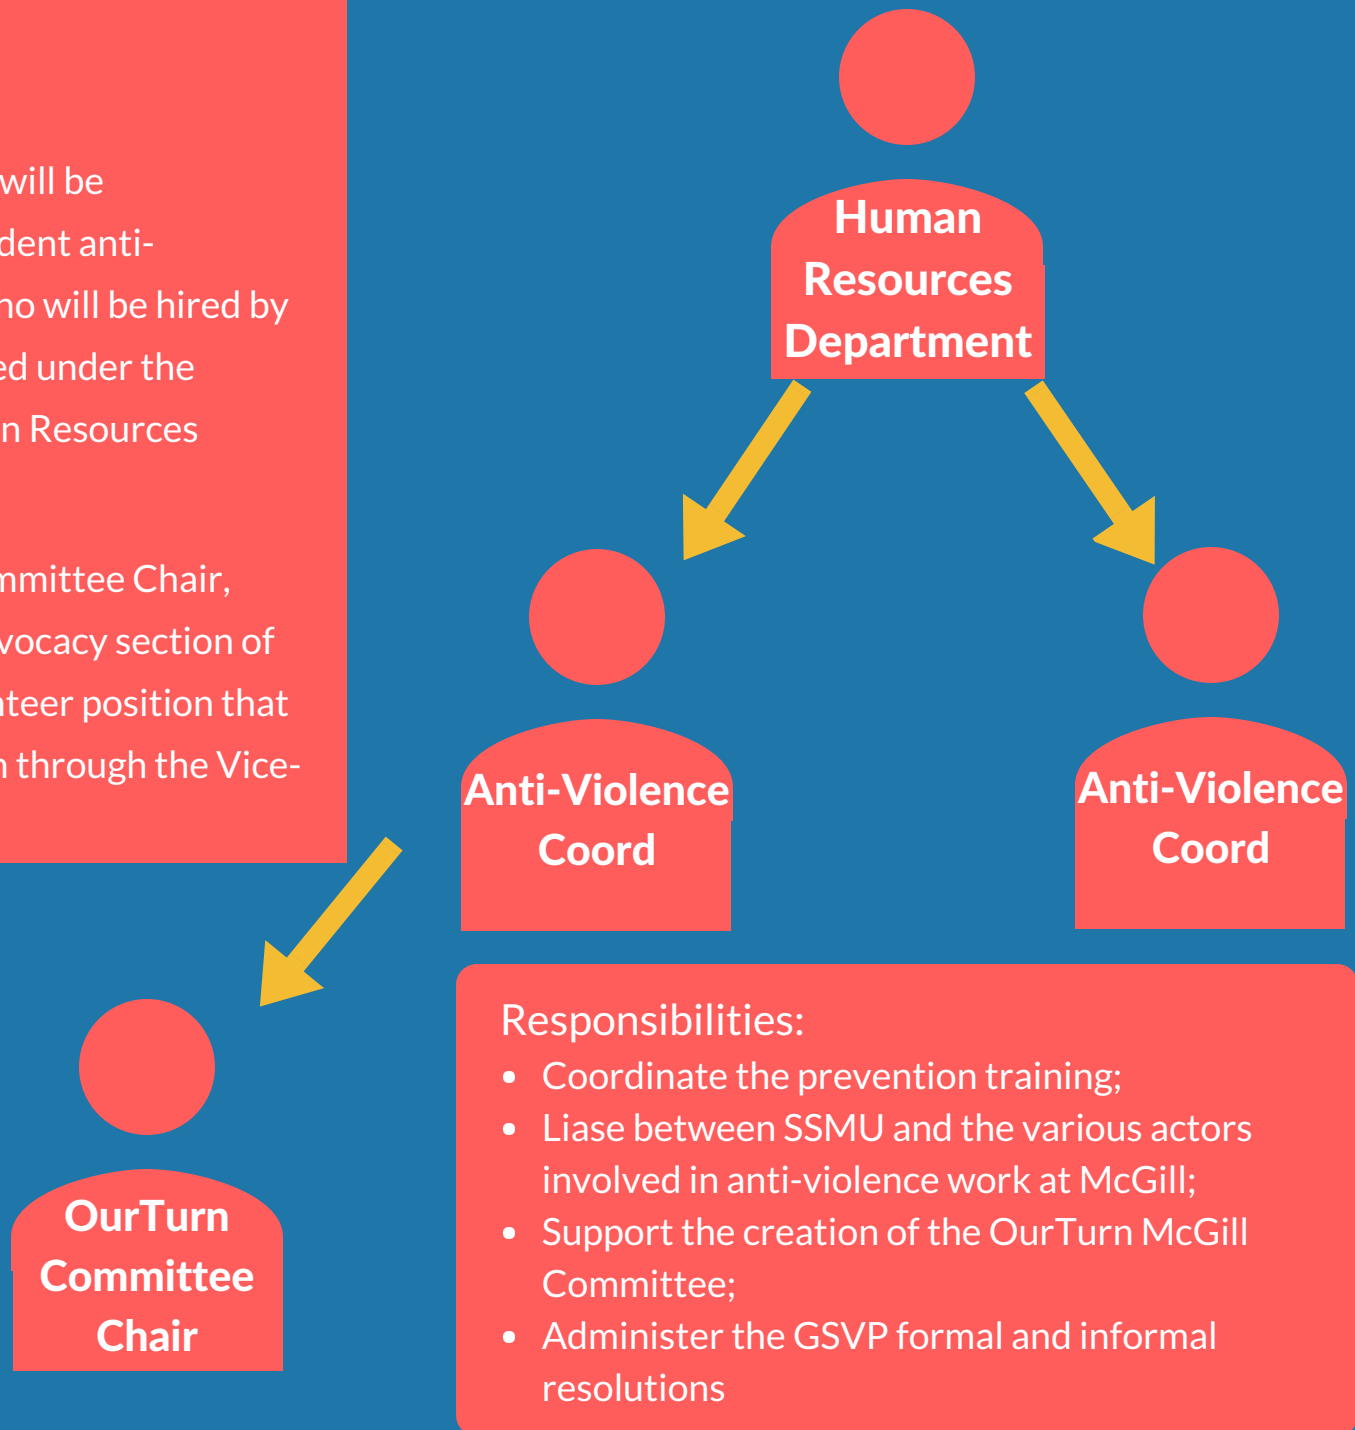 will be
dent anti-
ho will be hired by
ed under the
n Resources
mmittee Chair,
vocacy section of
nteer position that
n through the Vice-
Human
Resources
Department
Anti-Violence
Coord
Anti-Violence
Coord
OurTurn
Committee
Chair
Responsibilities:
• Coordinate the prevention training;
• Liase between SSMU and the various actors
involved in anti-violence work at McGill;
• Support the creation of the OurTurn McGill
Committee;
• Administer the GSVP formal and informal
resolutions